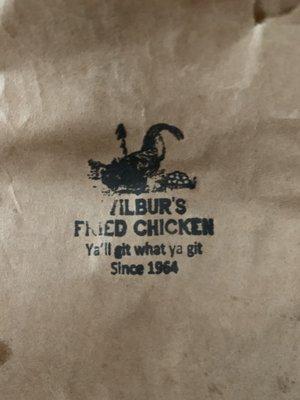 WILBUR'S
FRIED CHICKEN
Ya'll git what ya git
Since 1964